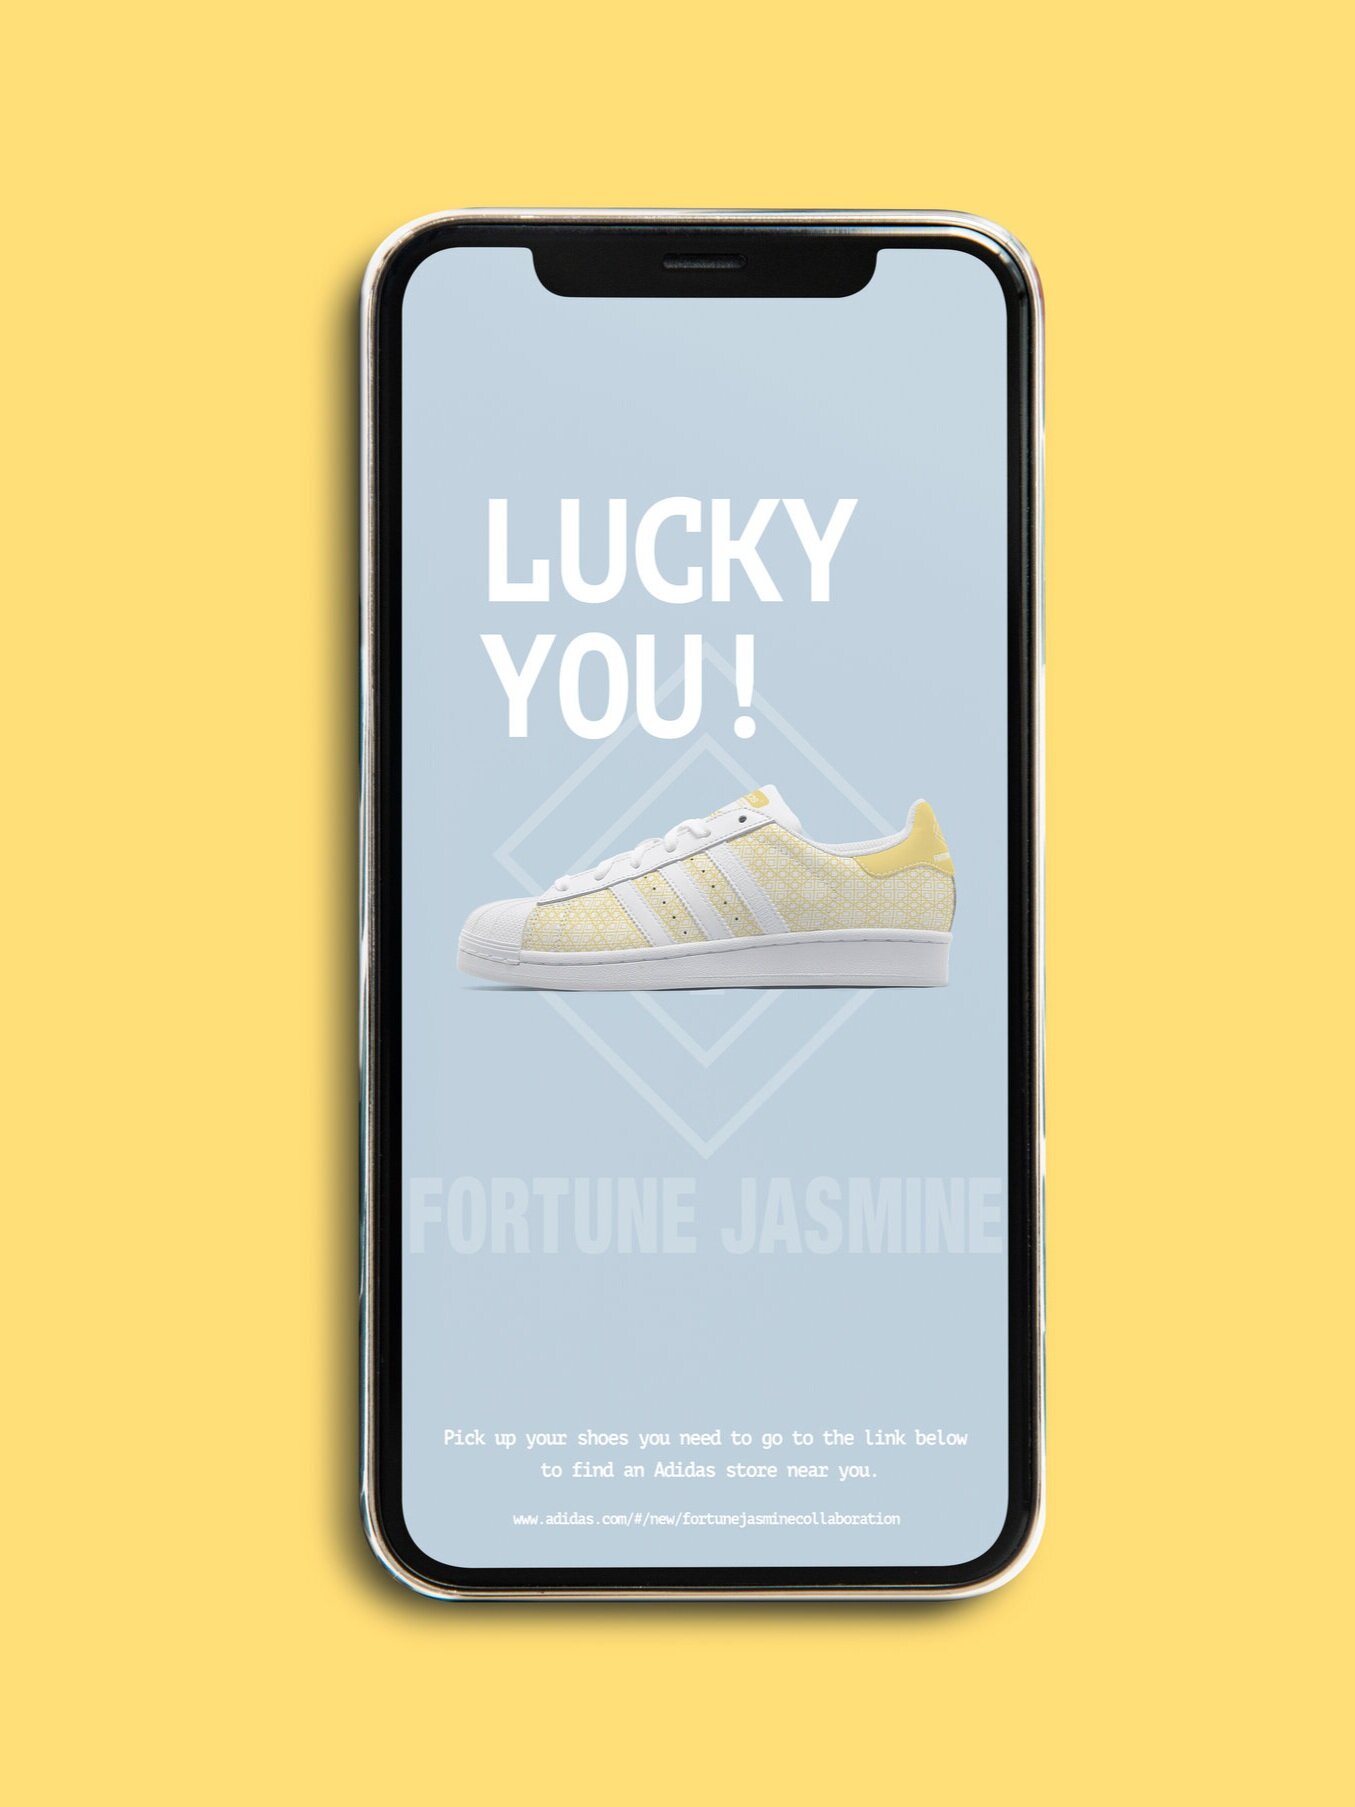 LUCKY
YOU!
FORTUNE JASMINE
Pick up your shoes you need to go to the link below
to find an Adidas store near you.
www.adidas.com/#/new/fortunejasminecollaboration